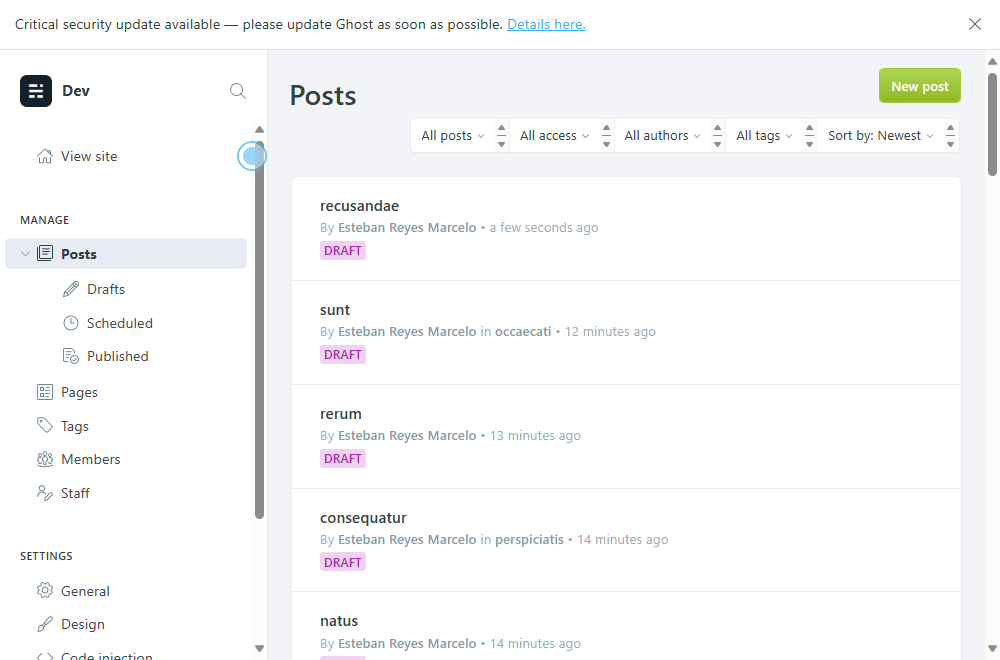 Critical security update available — please update Ghost as soon as possible. Details here.
Dev
View site
MANAGE
Posts
Drafts
Scheduled
Published
Pages
Tags
Members
Staff
SETTINGS
General
Design
Code injection
Posts
New post
All posts
All access
All authors
All tags
Sort by: Newest
recusandae
By Esteban Reyes Marcelo • a few seconds ago
DRAFT
sunt
By Esteban Reyes Marcelo in occaecati • 12 minutes ago
DRAFT
rerum
By Esteban Reyes Marcelo • 13 minutes ago
DRAFT
consequatur
By Esteban Reyes Marcelo in perspiciatis • 14 minutes ago
DRAFT
natus
By Esteban Reyes Marcelo • 14 minutes ago